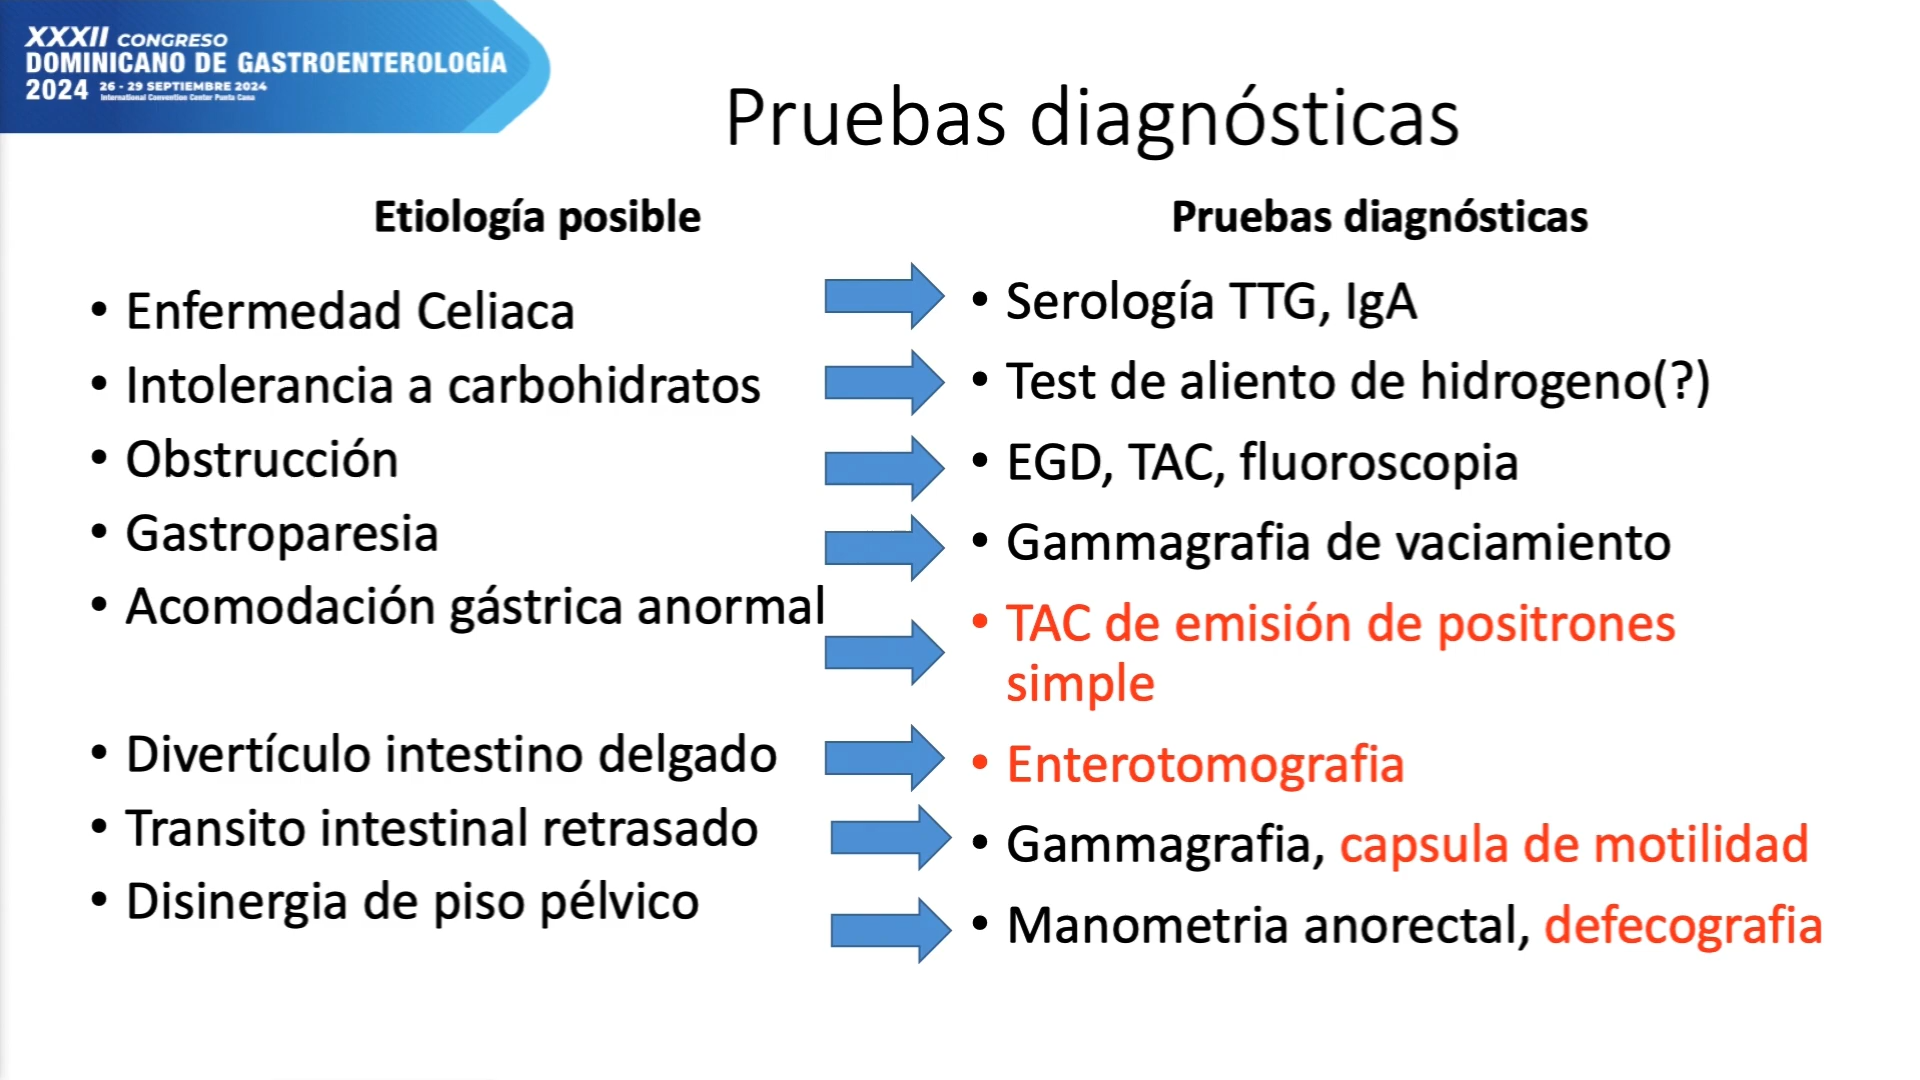 XXXII CONGRESO
DOMINICANO DE GASTROENTEROLOGÍA
2024 26 - 29 SEPTIEMBRE 2024
International Convention Center Punta Cana
Pruebas diagnósticas
Etiología posible
• Enfermedad Celiaca
• Intolerancia a carbohidratos
• Obstrucción
• Gastroparesia
• Acomodación gástrica anormal
• Divertículo intestino delgado
• Transito intestinal retrasado
• Disinergia de piso pélvico
Pruebas diagnósticas
• Serología TTG, IgA
• Test de aliento de hidrogeno(?)
• EGD, TAC, fluoroscopia
• Gammagrafia de vaciamiento
• TAC de emisión de positrones
simple
• Enterotomografia
• Gammagrafia, capsula de motilidad
• Manometria anorectal, defecografia